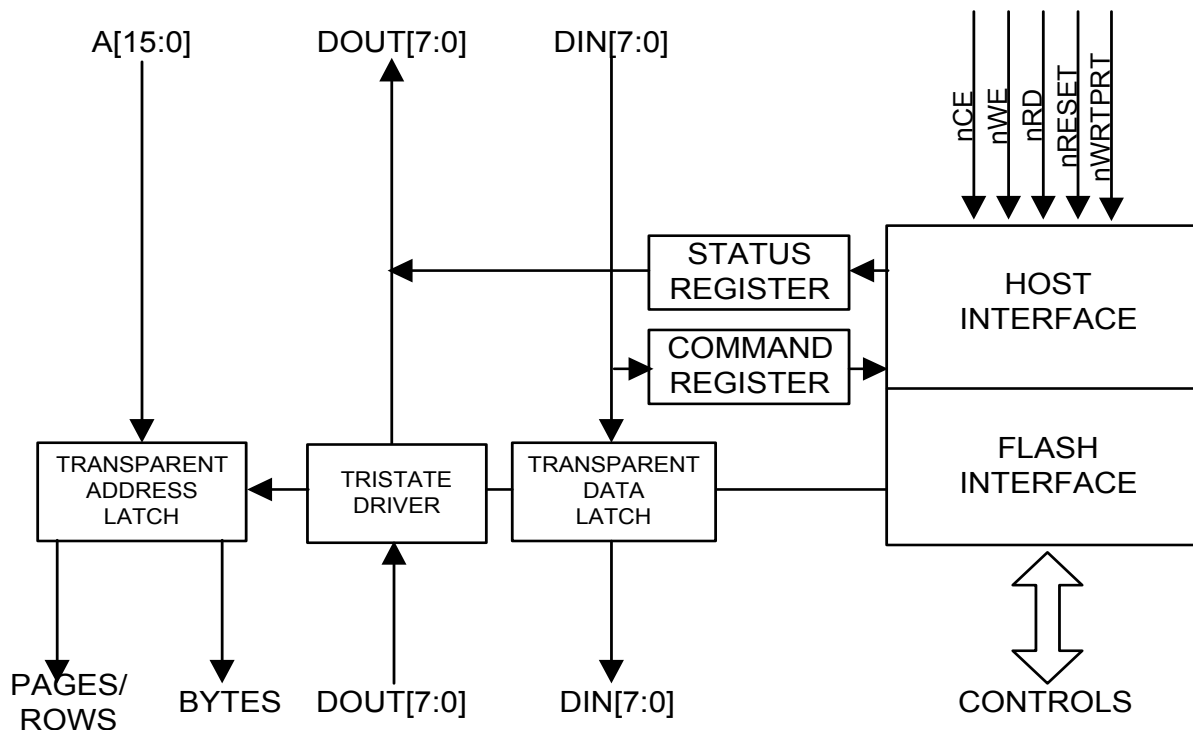 A[15:0]
DOUT[7:0]
DIN[7:0]
nCE
nWE
nRD
nRESET
nWRTPRT
STATUS
REGISTER
HOST
INTERFACE
COMMAND
REGISTER
TRANSPARENT
ADDRESS
LATCH
TRISTATE
DRIVER
TRANSPARENT
DATA
LATCH
FLASH
INTERFACE
PAGES/
ROWS
BYTES
DOUT[7:0]
DIN[7:0]
CONTROLS